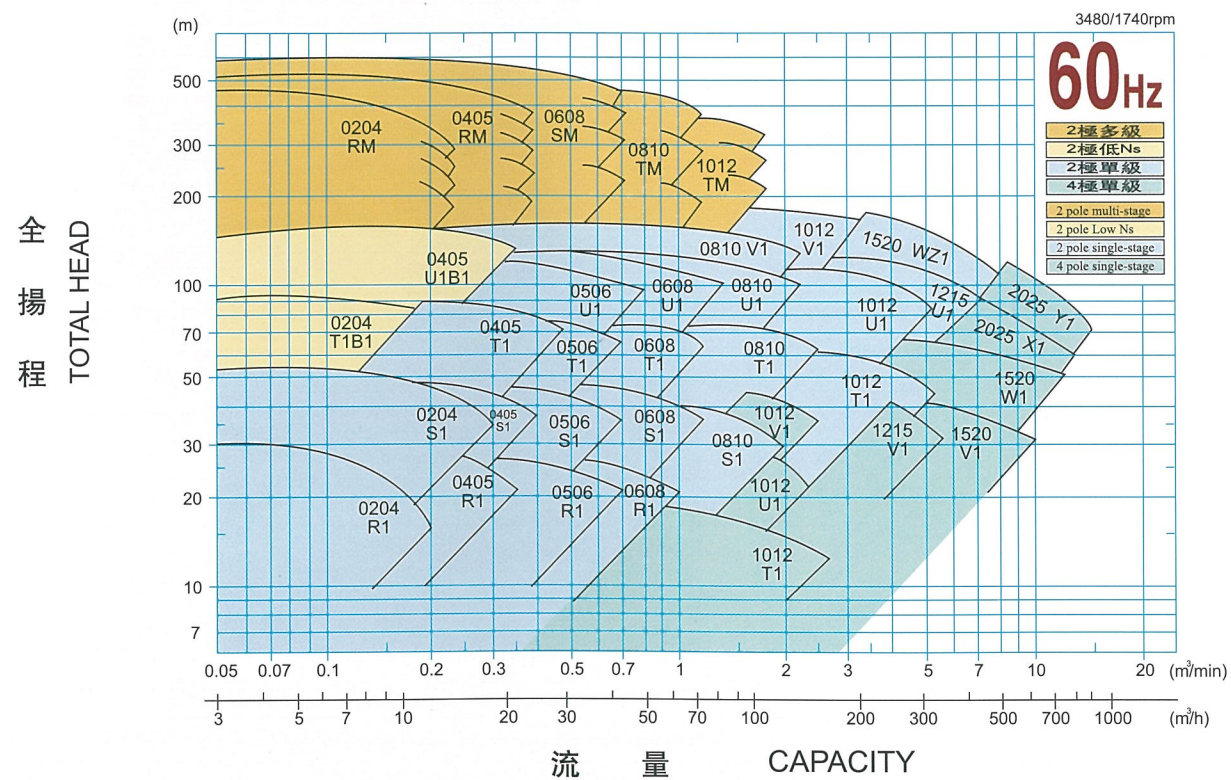 3480/1740rpm
(m)
60Hz
2極多級
2極低Ns
2極單級
4極單級
2 pole multi-stage
2 pole Low Ns
2 pole single-stage
4 pole single-stage
全揚程
TOTAL HEAD
500
300
200
100
70
50
30
20
10
7
0204
RM
0405
RM
0608
SM
0810
TM
1012
TM
0405
U1B1
0204
T1B1
0810 V1
1012
V1
1520 WZ1
0506
U1
0608
U1
0810
U1
1012
U1
1215
U1
2025 Y1
2025 X1
0405
T1
0506
T1
0608
T1
0810
T1
1012
T1
1520
W1
0204
S1
0405
S1
0506
S1
0608
S1
0810
S1
1012
V1
1215
V1
1520
V1
0204
R1
0405
R1
0506
R1
0608
R1
1012
U1
1012
T1
0.05 0.07 0.1 0.2 0.3 0.5 0.7 1 2 3 5 7 10 20 (m³/min)
3 5 7 10 20 30 50 70 100 200 300 500 700 1000 (m³/h)
流量 CAPACITY